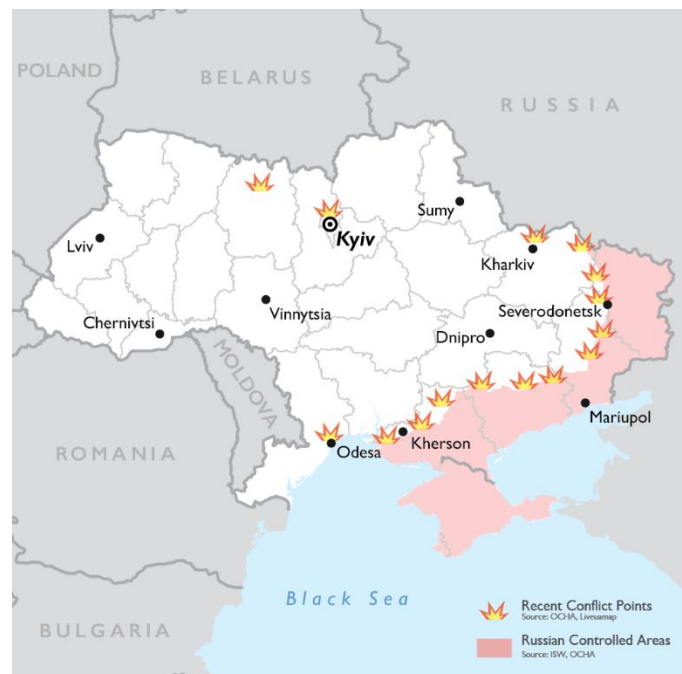 POLAND
BELARUS
RUSSIA
Sumy
Kyiv
Lviv
Kharkiv
Vinnytsia
Severodonetsk
Chernivtsi
Dnipro
MOLDOVA
Mariupol
Kherson
Odesa
ROMANIA
Black Sea
Recent Conflict Points
Source: OCHA, Liveuamap
BULGARIA
Russian Controlled Areas
Source: ISW, OCHA